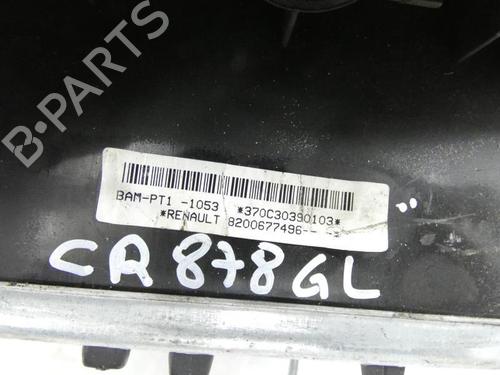 B-PARTS
BAM-PT1 -1053 *370C30390103*
*RENAULT 8200677496--
CR 878 GL